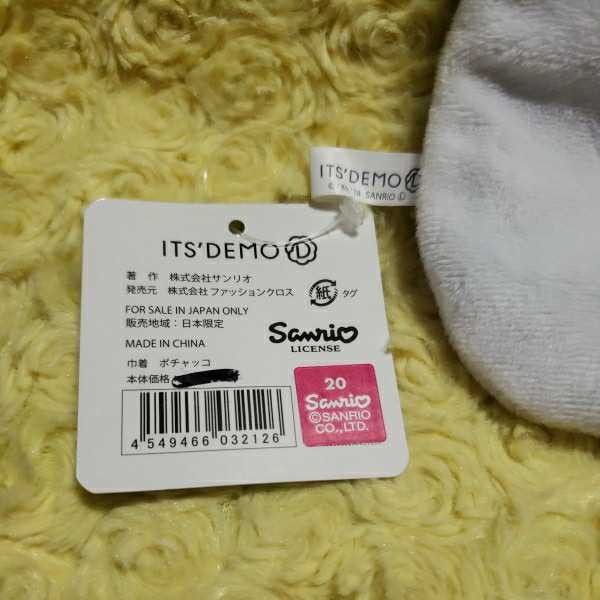 ITS'DEMO
SANRIO
ITS'DEMO D
著 作 株式会社サンリオ
発売元 株式会社ファッションクロス
紙 タグ
FOR SALE IN JAPAN ONLY
販売地域：日本限定
MADE IN CHINA
Sanrio
LICENSE
巾着 ポチャッコ
本体価格
4 549466 032126
20
Sanrio
©SANRIO
CO., LTD.